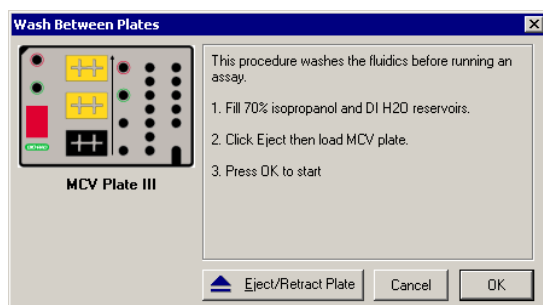 Wash Between Plates
This procedure washes the fluidics before running an
assay.
1. Fill 70% isopropanol and DI H2O reservoirs.
2. Click Eject then load MCV plate.
3. Press OK to start
MCV Plate III
Eject/Retract Plate
Cancel
OK